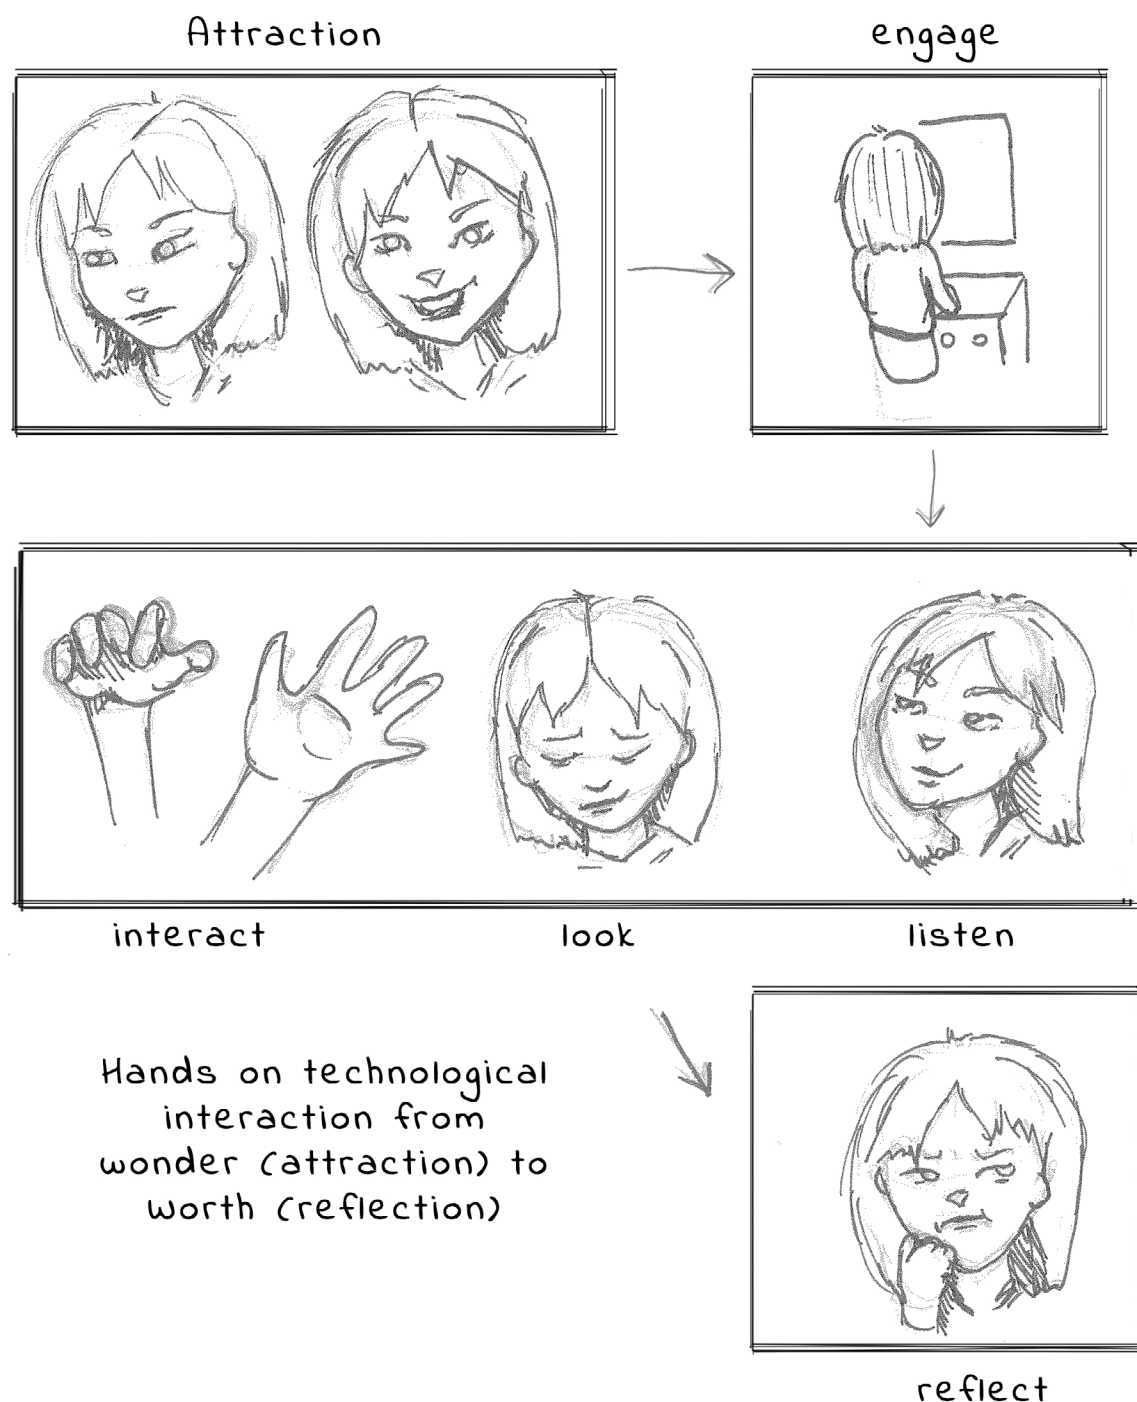 Attraction
engage
interact
look
listen
Hands on technological
interaction from
wonder (attraction) to
worth (reflection)
reflect